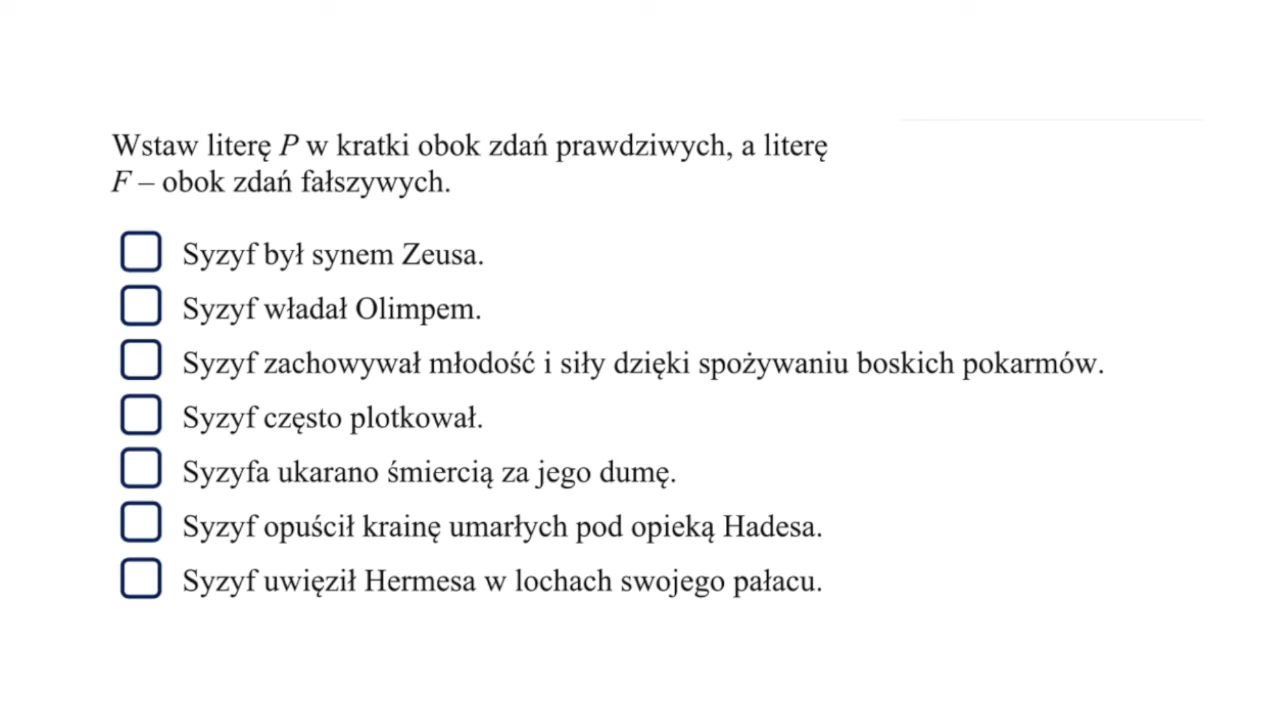 Wstaw literę P w kratki obok zdań prawdziwych, a literę
F – obok zdań fałszywych.
Syzyf był synem Zeusa.
Syzyf władał Olimpem.
Syzyf zachowywał młodość i siły dzięki spożywaniu boskich pokarmów.
Syzyf często plotkował.
Syzyfa ukarano śmiercią za jego dumę.
Syzyf opuścił krainę umarłych pod opieką Hadesa.
Syzyf uwięził Hermesa w lochach swojego pałacu.